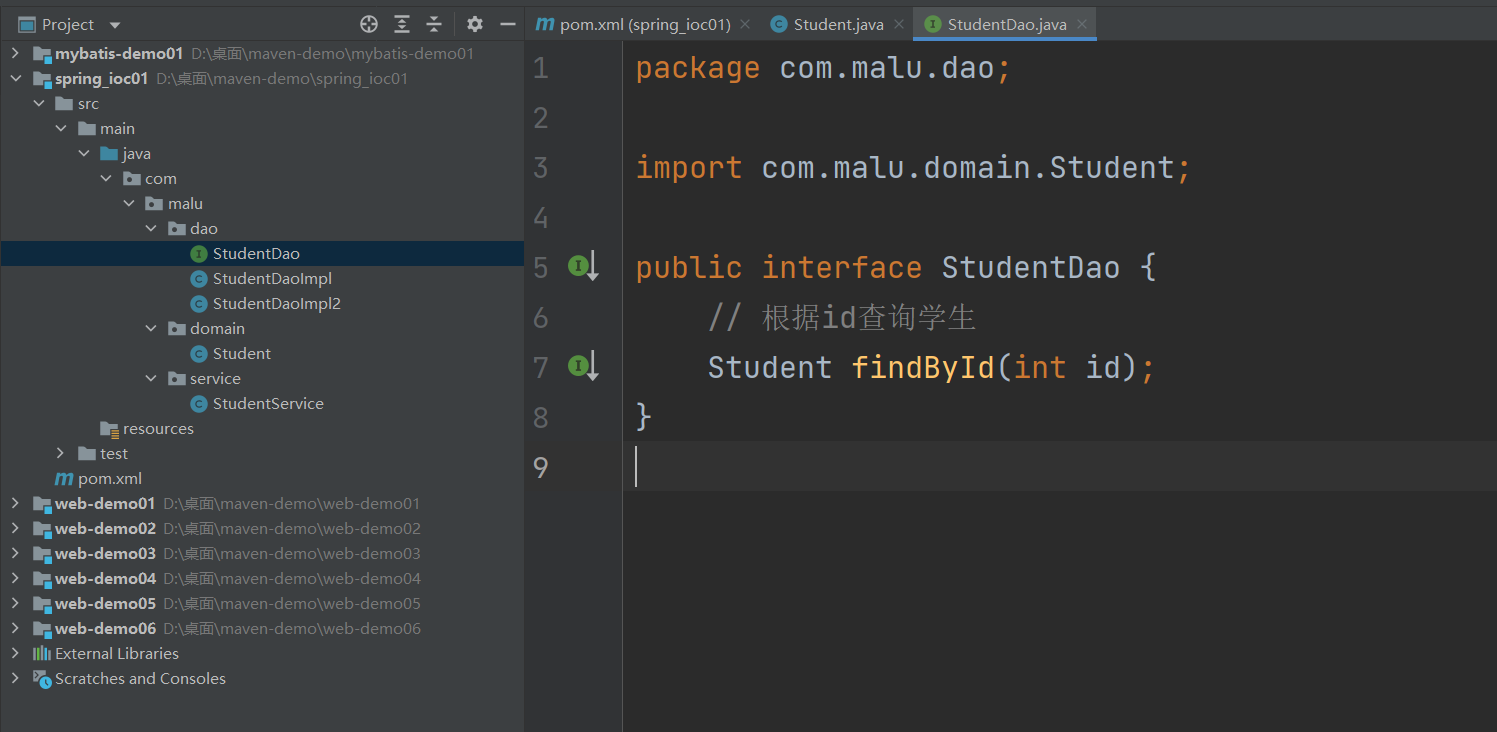 Project
mybatis-demo01 D:\桌面\maven-demo\mybatis-demo01
spring_ioc01 D:\桌面\maven-demo\spring_ioc01
src
main
java
com
malu
dao
StudentDao
StudentDaoImpl
StudentDaoImpl2
domain
Student
service
StudentService
resources
test
pom.xml
web-demo01 D:\桌面\maven-demo\web-demo01
web-demo02 D:\桌面\maven-demo\web-demo02
web-demo03 D:\桌面\maven-demo\web-demo03
web-demo04 D:\桌面\maven-demo\web-demo04
web-demo05 D:\桌面\maven-demo\web-demo05
web-demo06 D:\桌面\maven-demo\web-demo06
External Libraries
Scratches and Consoles
pom.xml (spring_ioc01) Student.java StudentDao.java
1 package com.malu.dao;
2
3 import com.malu.domain.Student;
4
5 public interface StudentDao {
6 // 根据id查询学生
7 Student findById(int id);
8 }
9